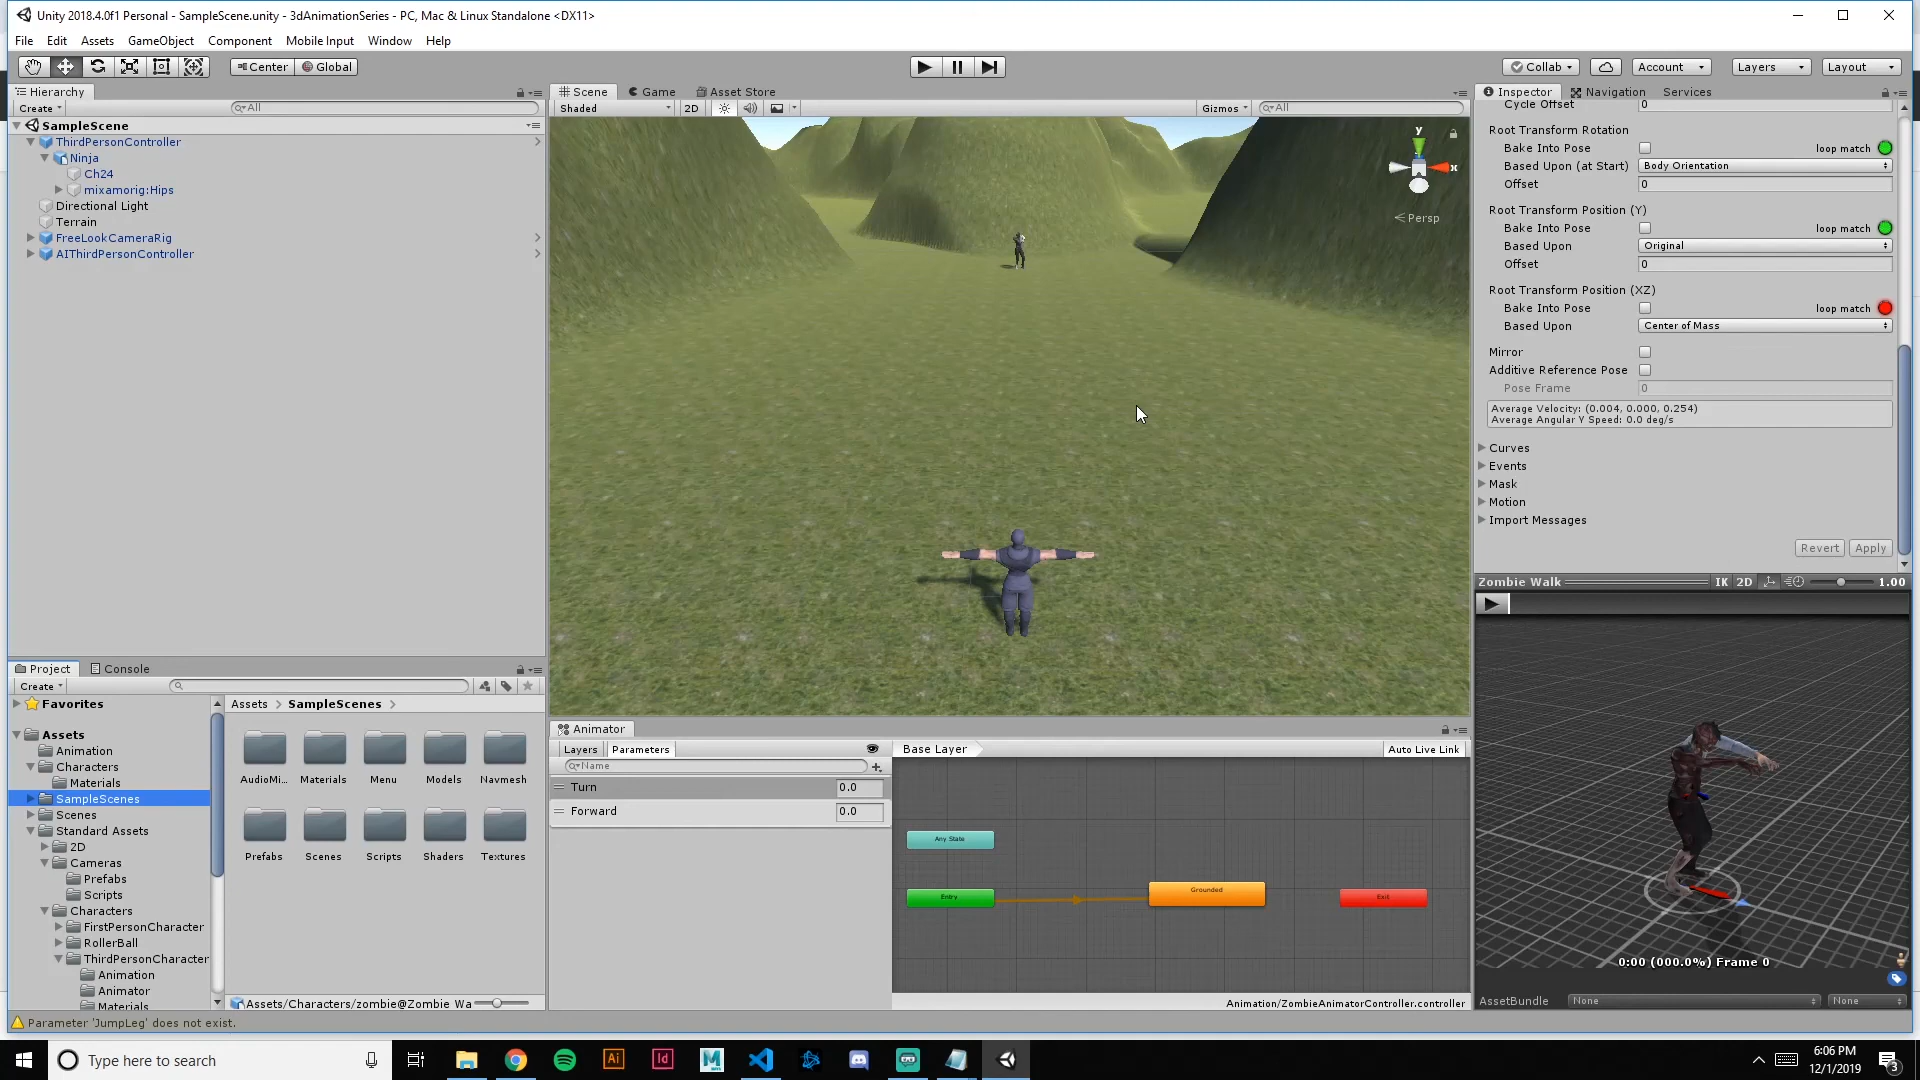 Unity 2018.4.0f1 Personal - SampleScene.unity - 3dAnimationSeries - PC, Mac & Linux Standalone <DX11>
File Edit Assets GameObject Component Mobile Input Window Help
Center Global Collab Account Layers Layout
Hierarchy
Create All
SampleScene
ThirdPersonController
Ninja
Ch24
mixamorig:Hips
Directional Light
Terrain
FreeLookCameraRig
AIThirdPersonController
Scene Game Asset Store
Shaded 2D Gizmos All
y
x
Persp
Inspector Navigation Services
Cycle Offset 0
Root Transform Rotation
Bake Into Pose loop match
Based Upon (at Start) Body Orientation
Offset 0
Root Transform Position (Y)
Bake Into Pose loop match
Based Upon Original
Offset 0
Root Transform Position (XZ)
Bake Into Pose loop match
Based Upon Center of Mass
Mirror
Additive Reference Pose
Pose Frame 0
Average Velocity: (0.004, 0.000, 0.254)
Average Angular Y Speed: 0.0 deg/s
Curves
Events
Mask
Motion
Import Messages
Revert Apply
Zombie Walk IK 2D 1.00
0:00 (000.0%) Frame 0
AssetBundle None None
Project Console
Create
Favorites
Assets
Animation
Characters
Materials
SampleScenes
Scenes
Standard Assets
2D
Cameras
Prefabs
Scripts
Characters
FirstPersonCharacter
RollerBall
ThirdPersonCharacter
Animation
Animator
Materials
Assets SampleScenes
AudioMi... Materials Menu Models Navmesh
Prefabs Scenes Scripts Shaders Textures
Assets/Characters/zombie@Zombie Wa
Animator
Layers Parameters Base Layer Auto Live Link
Name
Turn 0.0
Forward 0.0
Any State
Entry Grounded Exit
Animation/ZombieAnimatorController.controller
Parameter 'JumpLeg' does not exist.
Type here to search
Ai Id M
6:06 PM
12/1/2019
3